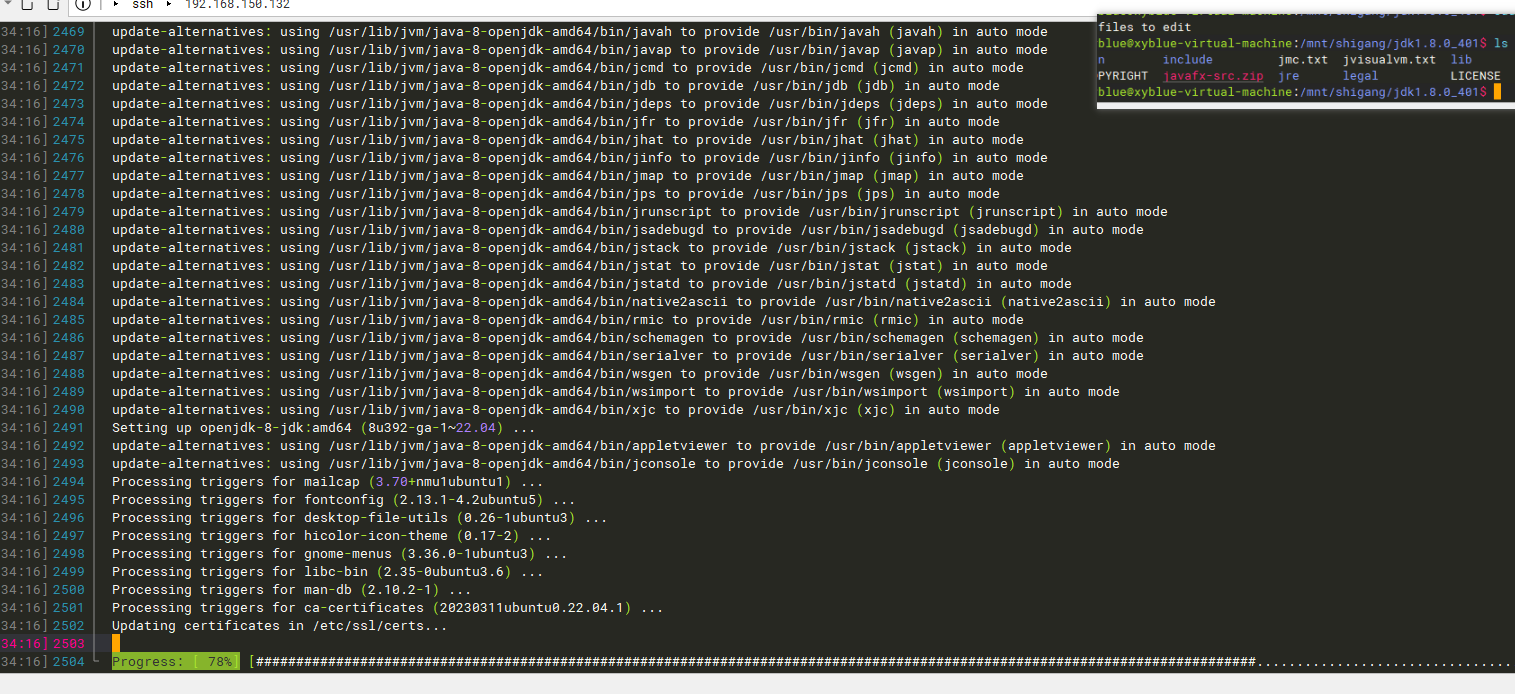 ssh 192.168.150.132
34:16] 2469 update-alternatives: using /usr/lib/jvm/java-8-openjdk-amd64/bin/javah to provide /usr/bin/javah (javah) in auto mode
34:16] 2470 update-alternatives: using /usr/lib/jvm/java-8-openjdk-amd64/bin/javap to provide /usr/bin/javap (javap) in auto mode
34:16] 2471 update-alternatives: using /usr/lib/jvm/java-8-openjdk-amd64/bin/jcmd to provide /usr/bin/jcmd (jcmd) in auto mode
34:16] 2472 update-alternatives: using /usr/lib/jvm/java-8-openjdk-amd64/bin/jdb to provide /usr/bin/jdb (jdb) in auto mode
34:16] 2473 update-alternatives: using /usr/lib/jvm/java-8-openjdk-amd64/bin/jdeps to provide /usr/bin/jdeps (jdeps) in auto mode
34:16] 2474 update-alternatives: using /usr/lib/jvm/java-8-openjdk-amd64/bin/jfr to provide /usr/bin/jfr (jfr) in auto mode
34:16] 2475 update-alternatives: using /usr/lib/jvm/java-8-openjdk-amd64/bin/jhat to provide /usr/bin/jhat (jhat) in auto mode
34:16] 2476 update-alternatives: using /usr/lib/jvm/java-8-openjdk-amd64/bin/jinfo to provide /usr/bin/jinfo (jinfo) in auto mode
34:16] 2477 update-alternatives: using /usr/lib/jvm/java-8-openjdk-amd64/bin/jmap to provide /usr/bin/jmap (jmap) in auto mode
34:16] 2478 update-alternatives: using /usr/lib/jvm/java-8-openjdk-amd64/bin/jps to provide /usr/bin/jps (jps) in auto mode
34:16] 2479 update-alternatives: using /usr/lib/jvm/java-8-openjdk-amd64/bin/jrunscript to provide /usr/bin/jrunscript (jrunscript) in auto mode
34:16] 2480 update-alternatives: using /usr/lib/jvm/java-8-openjdk-amd64/bin/jsadebugd to provide /usr/bin/jsadebugd (jsadebugd) in auto mode
34:16] 2481 update-alternatives: using /usr/lib/jvm/java-8-openjdk-amd64/bin/jstack to provide /usr/bin/jstack (jstack) in auto mode
34:16] 2482 update-alternatives: using /usr/lib/jvm/java-8-openjdk-amd64/bin/jstat to provide /usr/bin/jstat (jstat) in auto mode
34:16] 2483 update-alternatives: using /usr/lib/jvm/java-8-openjdk-amd64/bin/jstatd to provide /usr/bin/jstatd (jstatd) in auto mode
34:16] 2484 update-alternatives: using /usr/lib/jvm/java-8-openjdk-amd64/bin/native2ascii to provide /usr/bin/native2ascii (native2ascii) in auto mode
34:16] 2485 update-alternatives: using /usr/lib/jvm/java-8-openjdk-amd64/bin/rmic to provide /usr/bin/rmic (rmic) in auto mode
34:16] 2486 update-alternatives: using /usr/lib/jvm/java-8-openjdk-amd64/bin/schemagen to provide /usr/bin/schemagen (schemagen) in auto mode
34:16] 2487 update-alternatives: using /usr/lib/jvm/java-8-openjdk-amd64/bin/serialver to provide /usr/bin/serialver (serialver) in auto mode
34:16] 2488 update-alternatives: using /usr/lib/jvm/java-8-openjdk-amd64/bin/wsgen to provide /usr/bin/wsgen (wsgen) in auto mode
34:16] 2489 update-alternatives: using /usr/lib/jvm/java-8-openjdk-amd64/bin/wsimport to provide /usr/bin/wsimport (wsimport) in auto mode
34:16] 2490 update-alternatives: using /usr/lib/jvm/java-8-openjdk-amd64/bin/xjc to provide /usr/bin/xjc (xjc) in auto mode
34:16] 2491 Setting up openjdk-8-jdk:amd64 (8u392-ga-1~22.04) ...
34:16] 2492 update-alternatives: using /usr/lib/jvm/java-8-openjdk-amd64/bin/appletviewer to provide /usr/bin/appletviewer (appletviewer) in auto mode
34:16] 2493 update-alternatives: using /usr/lib/jvm/java-8-openjdk-amd64/bin/jconsole to provide /usr/bin/jconsole (jconsole) in auto mode
34:16] 2494 Processing triggers for mailcap (3.70+nmu1ubuntu1) ...
34:16] 2495 Processing triggers for fontconfig (2.13.1-4.2ubuntu5) ...
34:16] 2496 Processing triggers for desktop-file-utils (0.26-1ubuntu3) ...
34:16] 2497 Processing triggers for hicolor-icon-theme (0.17-2) ...
34:16] 2498 Processing triggers for gnome-menus (3.36.0-1ubuntu3) ...
34:16] 2499 Processing triggers for libc-bin (2.35-0ubuntu3.6) ...
34:16] 2500 Processing triggers for man-db (2.10.2-1) ...
34:16] 2501 Processing triggers for ca-certificates (20230311ubuntu0.22.04.1) ...
34:16] 2502 Updating certificates in /etc/ssl/certs...
34:16] 2503
34:16] 2504 Progress: [ 78%] [#############################################################################################################################...............................
files to edit
blue@xyblue-virtual-machine:/mnt/shigang/jdk1.8.0_401$ ls
n include jmc.txt jvisualvm.txt lib
PYRIGHT javafx-src.zip jre legal LICENSE
blue@xyblue-virtual-machine:/mnt/shigang/jdk1.8.0_401$